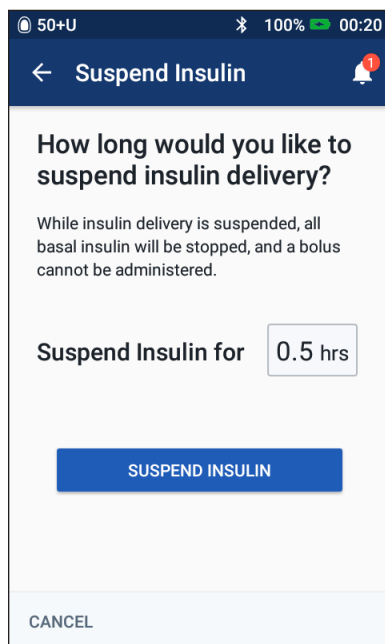 50+U 100% 00:20
Suspend Insulin 1
How long would you like to
suspend insulin delivery?
While insulin delivery is suspended, all
basal insulin will be stopped, and a bolus
cannot be administered.
Suspend Insulin for 0.5 hrs
SUSPEND INSULIN
CANCEL